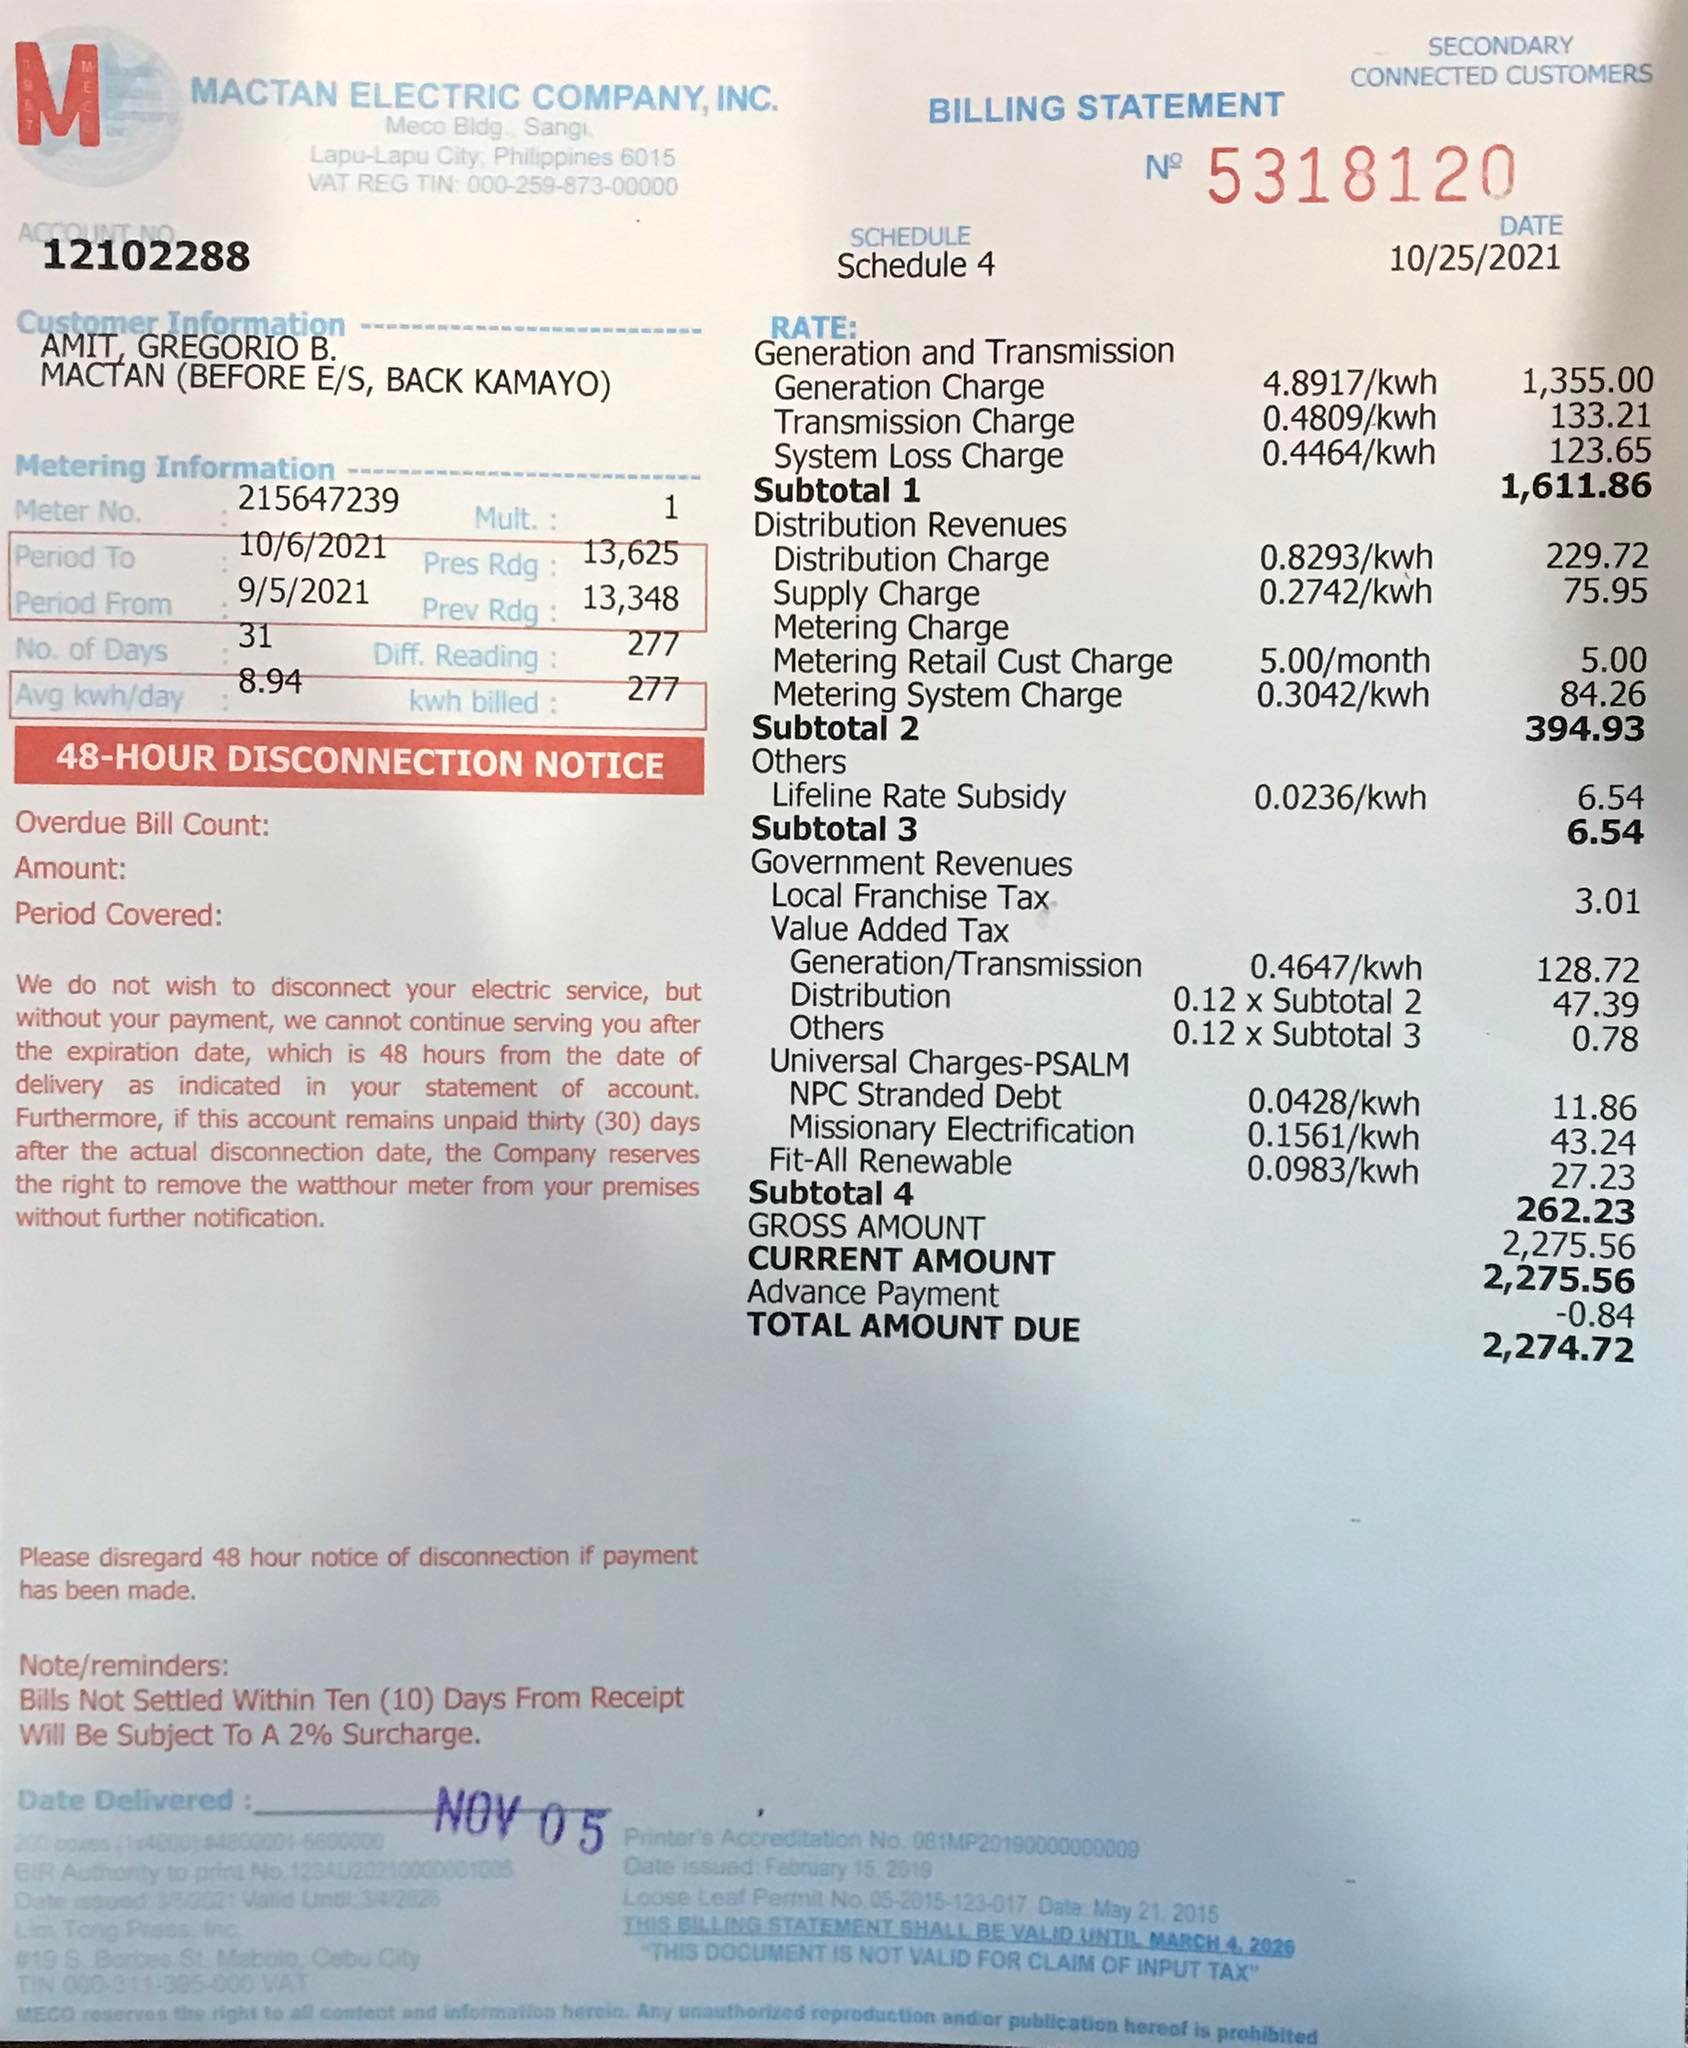 SECONDARY
CONNECTED CUSTOMERS
M
MACTAN ELECTRIC COMPANY, INC.
Meco Bldg., Sangi,
Lapu-Lapu City, Philippines 6015
VAT REG TIN: 000-259-873-00000
BILLING STATEMENT
Nº 5318120
ACCOUNT NO.
12102288
SCHEDULE
Schedule 4
DATE
10/25/2021
Customer Information
AMIT, GREGORIO B.
MACTAN (BEFORE E/S, BACK KAMAYO)
Metering Information
Meter No. : 215647239 Mult. : 1
Period To : 10/6/2021 Pres Rdg : 13,625
Period From : 9/5/2021 Prev Rdg : 13,348
No. of Days : 31 Diff. Reading : 277
Avg kwh/day : 8.94 kwh billed : 277
48-HOUR DISCONNECTION NOTICE
Overdue Bill Count:
Amount:
Period Covered:
We do not wish to disconnect your electric service, but
without your payment, we cannot continue serving you after
the expiration date, which is 48 hours from the date of
delivery as indicated in your statement of account.
Furthermore, if this account remains unpaid thirty (30) days
after the actual disconnection date, the Company reserves
the right to remove the watthour meter from your premises
without further notification.
Please disregard 48 hour notice of disconnection if payment
has been made.
Note/reminders:
Bills Not Settled Within Ten (10) Days From Receipt
Will Be Subject To A 2% Surcharge.
Date Delivered : NOV 05
RATE:
Generation and Transmission
Generation Charge 4.8917/kwh 1,355.00
Transmission Charge 0.4809/kwh 133.21
System Loss Charge 0.4464/kwh 123.65
Subtotal 1 1,611.86
Distribution Revenues
Distribution Charge 0.8293/kwh 229.72
Supply Charge 0.2742/kwh 75.95
Metering Charge
Metering Retail Cust Charge 5.00/month 5.00
Metering System Charge 0.3042/kwh 84.26
Subtotal 2 394.93
Others
Lifeline Rate Subsidy 0.0236/kwh 6.54
Subtotal 3 6.54
Government Revenues
Local Franchise Tax 3.01
Value Added Tax
Generation/Transmission 0.4647/kwh 128.72
Distribution 0.12 x Subtotal 2 47.39
Others 0.12 x Subtotal 3 0.78
Universal Charges-PSALM
NPC Stranded Debt 0.0428/kwh 11.86
Missionary Electrification 0.1561/kwh 43.24
Fit-All Renewable 0.0983/kwh 27.23
Subtotal 4 262.23
GROSS AMOUNT 2,275.56
CURRENT AMOUNT 2,275.56
Advance Payment -0.84
TOTAL AMOUNT DUE 2,274.72
BIR Authority to print No.
Date issued 3/5/2021 Valid Until 3/4/2026
Lim Tong Press, Inc.
#19 S. St. Mabolo, Cebu City
Printer's Accreditation No. 081MP20190000000009
Date issued: February 15, 2019
Loose Leaf Permit No. 05-2015-123-017 Date: May 21, 2015
THIS BILLING STATEMENT SHALL BE VALID UNTIL MARCH 4, 2026
"THIS DOCUMENT IS NOT VALID FOR CLAIM OF INPUT TAX"
MECO reserves the right to all content and information herein. Any unauthorized reproduction and/or publication hereof is prohibited